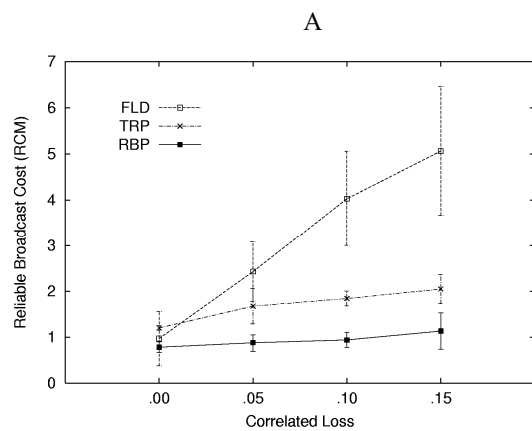 A
7
6
5
4
3
2
1
0
Reliable Broadcast Cost (RCM)
FLD
TRP
RBP
.00 .05 .10 .15
Correlated Loss